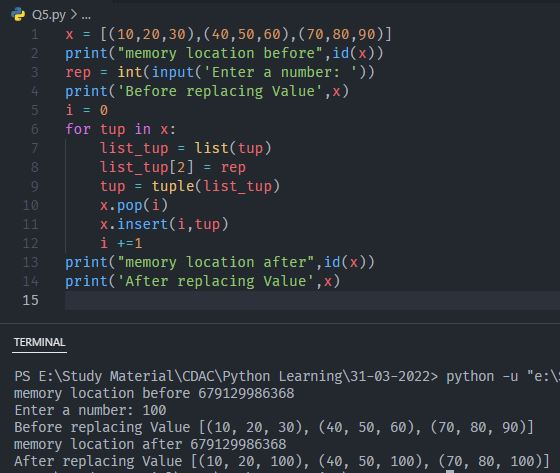 Q5.py > ...
1 x = [(10,20,30),(40,50,60),(70,80,90)]
2 print("memory location before",id(x))
3 rep = int(input('Enter a number: '))
4 print('Before replacing Value',x)
5 i = 0
6 for tup in x:
7     list_tup = list(tup)
8     list_tup[2] = rep
9     tup = tuple(list_tup)
10     x.pop(i)
11     x.insert(i,tup)
12     i +=1
13 print("memory location after",id(x))
14 print('After replacing Value',x)
15
TERMINAL
PS E:\Study Material\CDAC\Python Learning\31-03-2022> python -u "e:\
memory location before 679129986368
Enter a number: 100
Before replacing Value [(10, 20, 30), (40, 50, 60), (70, 80, 90)]
memory location after 679129986368
After replacing Value [(10, 20, 100), (40, 50, 100), (70, 80, 100)]